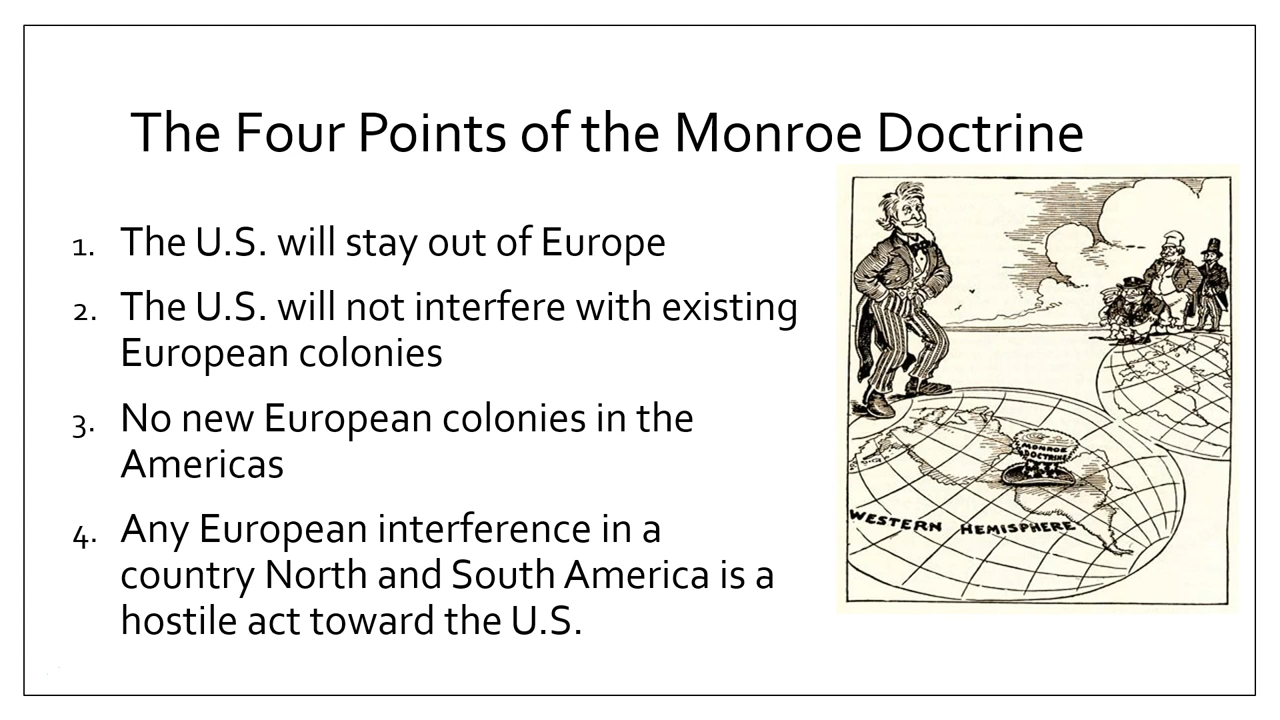 The Four Points of the Monroe Doctrine
1. The U.S. will stay out of Europe
2. The U.S. will not interfere with existing
European colonies
3. No new European colonies in the
Americas
4. Any European interference in a
country North and South America is a
hostile act toward the U.S.
MONROE
DOCTRINE
WESTERN HEMISPHERE